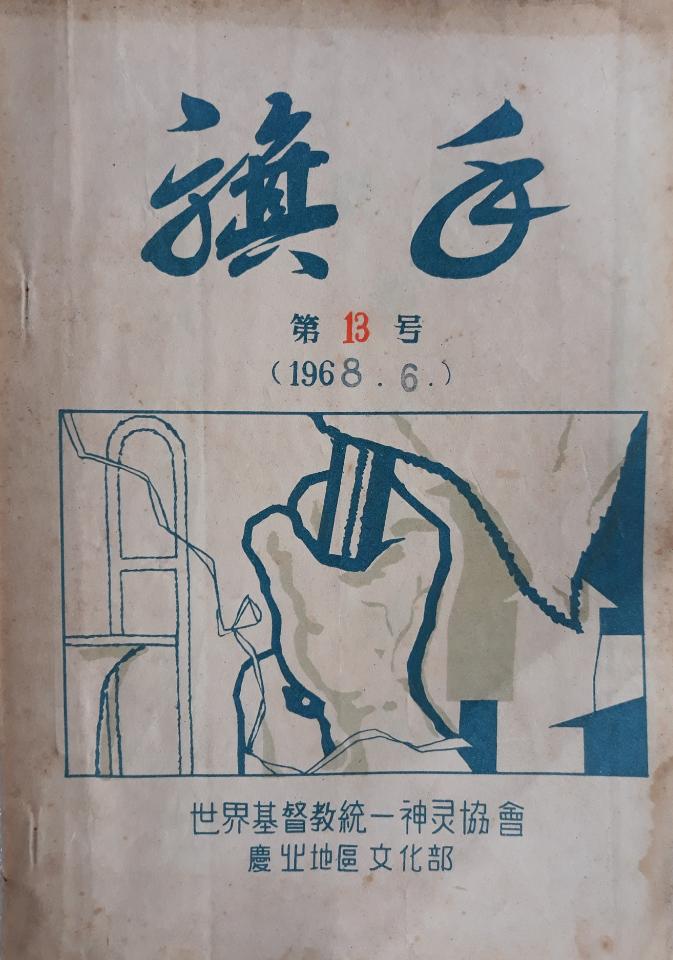 旗手
第13号
(1968.6.)
世界基督教統一神灵協會
慶北地區文化部